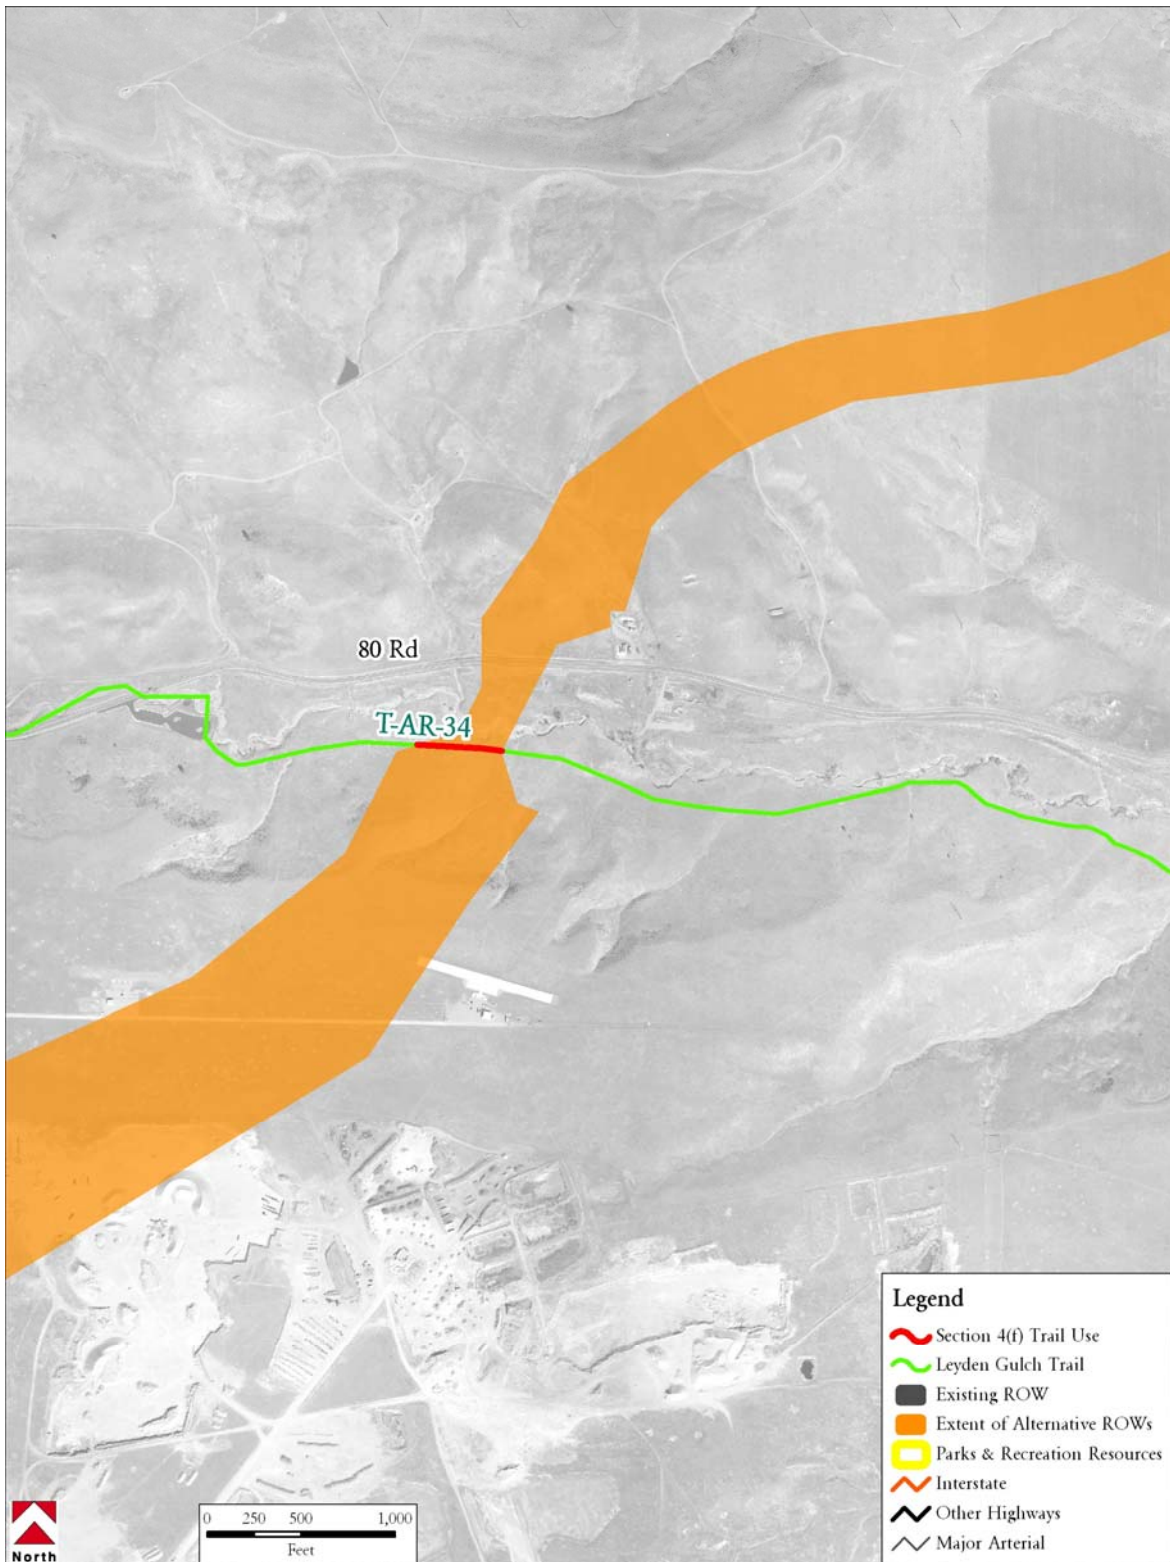 80 Rd
T-AR-34
Legend
Section 4(f) Trail Use
Leyden Gulch Trail
Existing ROW
Extent of Alternative ROWs
Parks & Recreation Resources
Interstate
Other Highways
Major Arterial
North
0 250 500 1,000
Feet